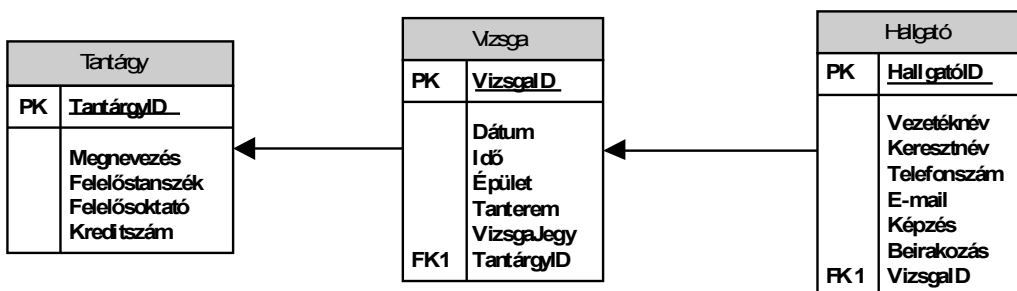 Tantárgy
PK TantárgyID
Megnevezés
Felelőstanszék
Felelősoktató
Kreditszám
Vizsga
PK VizsgaID
Dátum
Idő
Épület
Tanterem
VizsgaJegy
FK1 TantárgyID
Hallgató
PK HallgatóID
Vezetéknév
Keresztnév
Telefonszám
E-mail
Képzés
Beirakozás
FK1 VizsgaID